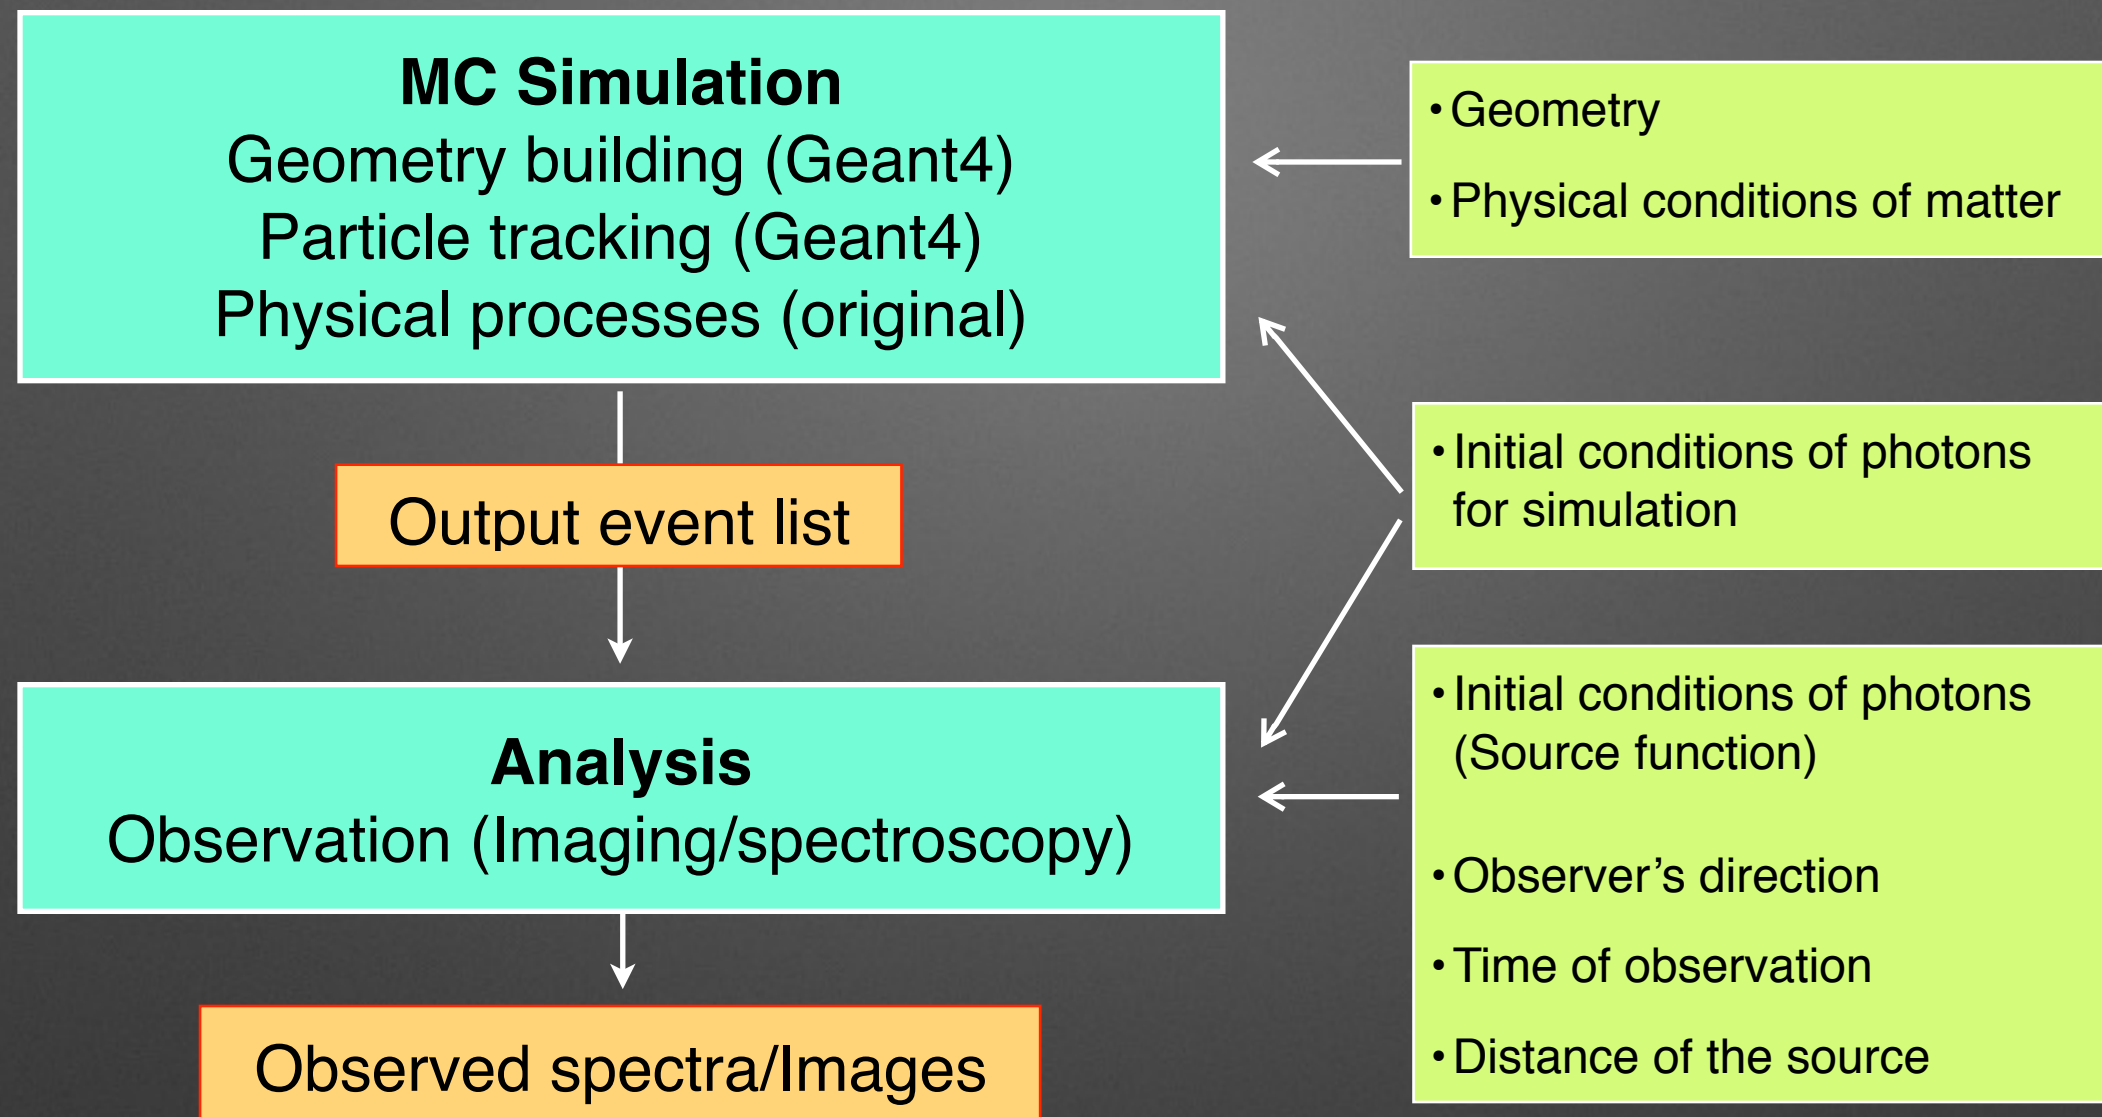 MC Simulation
Geometry building (Geant4)
Particle tracking (Geant4)
Physical processes (original)
• Geometry
• Physical conditions of matter
Output event list
• Initial conditions of photons
for simulation
Analysis
Observation (Imaging/spectroscopy)
• Initial conditions of photons
(Source function)
• Observer’s direction
• Time of observation
• Distance of the source
Observed spectra/Images